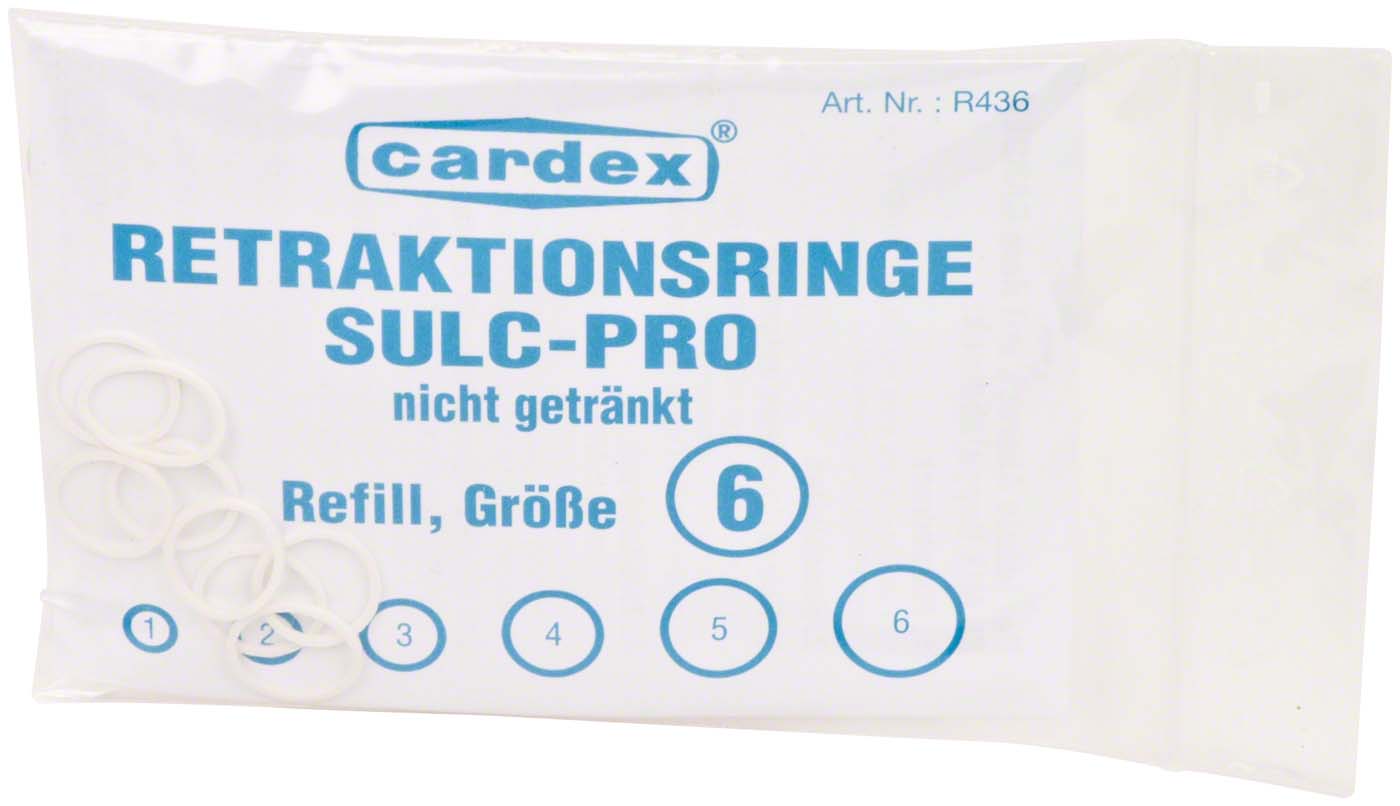 Art. Nr. : R436
cardex®
RETRAKTIONSRINGE
SULC-PRO
nicht getränkt
Refill, Größe 6
1 2 3 4 5 6